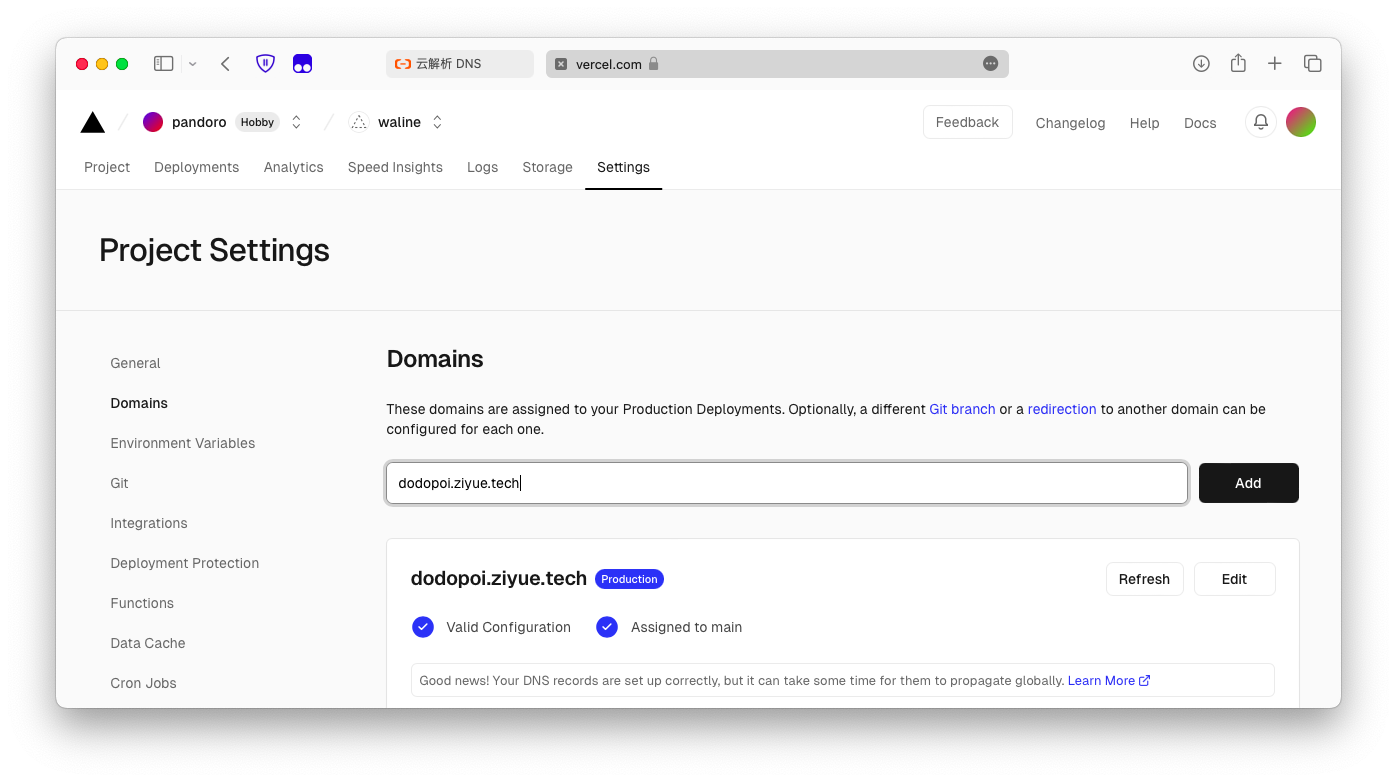 云解析 DNS
vercel.com
pandoro Hobby waline
Feedback Changelog Help Docs
Project Deployments Analytics Speed Insights Logs Storage Settings
Project Settings
General
Domains
Environment Variables
Git
Integrations
Deployment Protection
Functions
Data Cache
Cron Jobs
Domains
These domains are assigned to your Production Deployments. Optionally, a different Git branch or a redirection to another domain can be
configured for each one.
dodopoi.ziyue.tech Add
dodopoi.ziyue.tech Production Refresh Edit
Valid Configuration Assigned to main
Good news! Your DNS records are set up correctly, but it can take some time for them to propagate globally. Learn More